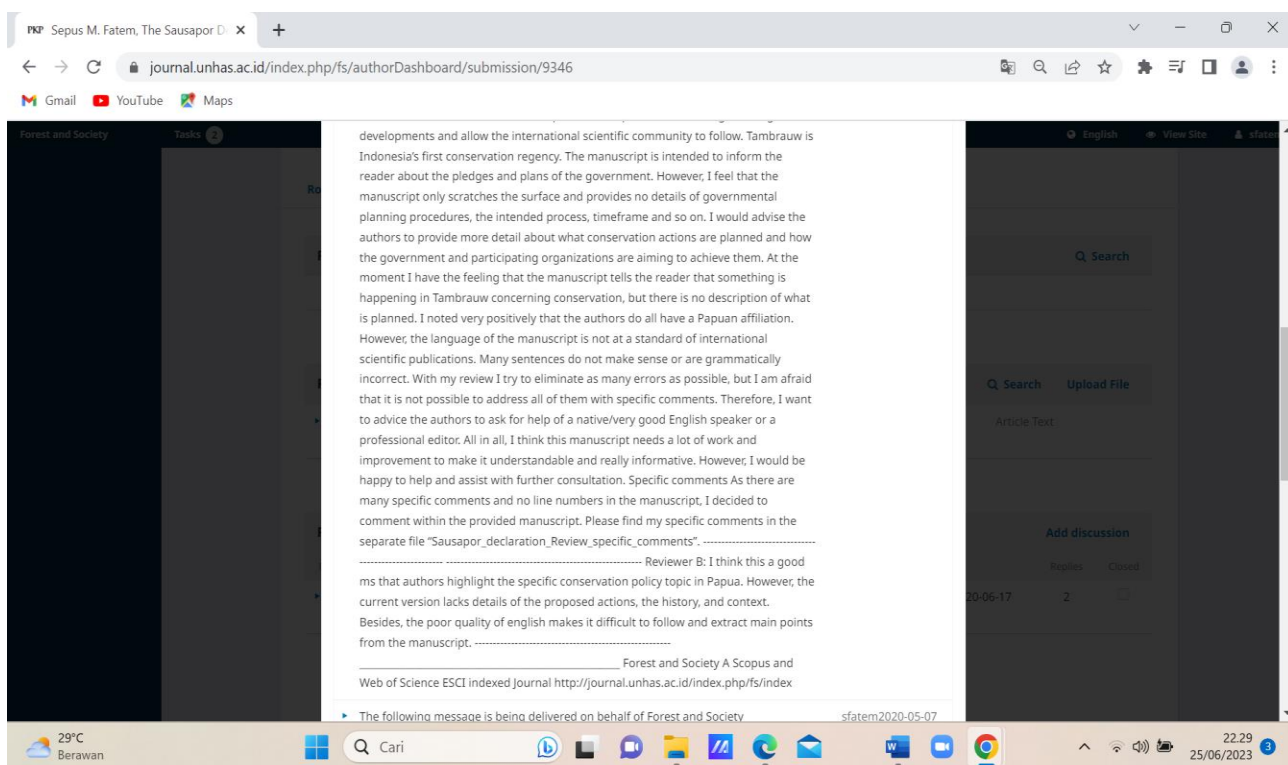 PKP Sepus M. Fatem, The Sausapor D
journal.unhas.ac.id/index.php/fs/authorDashboard/submission/9346
Gmail YouTube Maps
Forest and Society Tasks 2 English View Site sfatem
developments and allow the international scientific community to follow. Tambrauw is
Indonesia's first conservation regency. The manuscript is intended to inform the
reader about the pledges and plans of the government. However, I feel that the
manuscript only scratches the surface and provides no details of governmental
planning procedures, the intended process, timeframe and so on. I would advise the
authors to provide more detail about what conservation actions are planned and how
the government and participating organizations are aiming to achieve them. At the
Search
moment I have the feeling that the manuscript tells the reader that something is
happening in Tambrauw concerning conservation, but there is no description of what
is planned. I noted very positively that the authors do all have a Papuan affiliation.
However, the language of the manuscript is not at a standard of international
scientific publications. Many sentences do not make sense or are grammatically
incorrect. With my review I try to eliminate as many errors as possible, but I am afraid
Search Upload File
that it is not possible to address all of them with specific comments. Therefore, I want
to advice the authors to ask for help of a native/very good English speaker or a
Article Text
professional editor. All in all, I think this manuscript needs a lot of work and
improvement to make it understandable and really informative. However, I would be
happy to help and assist with further consultation. Specific comments As there are
many specific comments and no line numbers in the manuscript, I decided to
comment within the provided manuscript. Please find my specific comments in the
separate file "Sausapor_declaration_Review_specific_comments". ------------------------------
Add discussion
---------------------- ----------------------------------------------------- Reviewer B: I think this a good
Replies Closed
ms that authors highlight the specific conservation policy topic in Papua. However, the
current version lacks details of the proposed actions, the history, and context.
20-06-17 2
Besides, the poor quality of english makes it difficult to follow and extract main points
from the manuscript. ------------------------------------------------------
________________________________________ Forest and Society A Scopus and
Web of Science ESCI indexed Journal http://journal.unhas.ac.id/index.php/fs/index
The following message is being delivered on behalf of Forest and Society sfatem2020-05-07
29°C
Berawan
Cari
22.29
25/06/2023
3